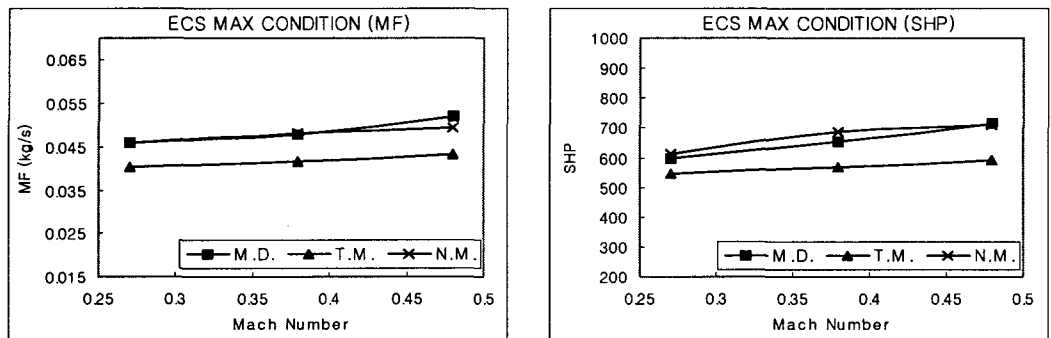 ECS MAX CONDITION (MF)
0.065
0.055
0.045
0.035
0.025
0.015
MF (kg/s)
M.D. T.M. N.M.
0.25 0.3 0.35 0.4 0.45 0.5
Mach Number
ECS MAX CONDITION (SHP)
1000
900
800
700
600
500
400
300
200
SHP
M.D. T.M. N.M.
0.25 0.3 0.35 0.4 0.45 0.5
Mach Number